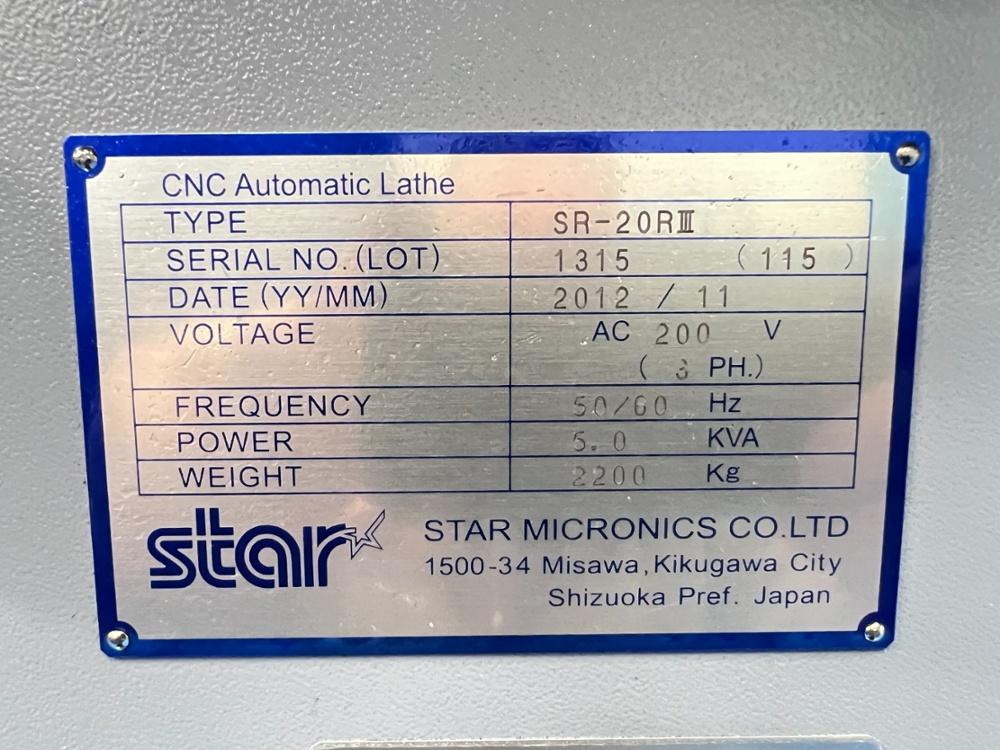 CNC Automatic Lathe
TYPE SR-20RⅢ
SERIAL NO.(LOT) 1315 (115)
DATE (YY/MM) 2012 / 11
VOLTAGE AC 200 V
( 3 PH.)
FREQUENCY 50/60 Hz
POWER 5.0 KVA
WEIGHT 2200 Kg
star
STAR MICRONICS CO.LTD
1500-34 Misawa,Kikugawa City
Shizuoka Pref. Japan